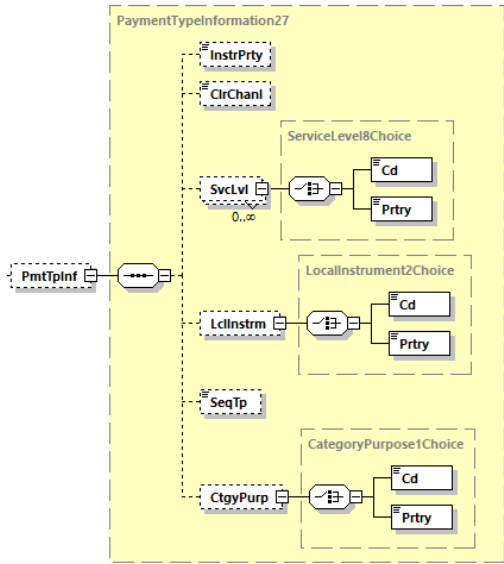 PaymentTypeInformation27
InstrPrty
ClrChanl
ServiceLevel8Choice
Cd
SvcLvl
0..∞
Prtry
PmtTpInf
LocalInstrument2Choice
Cd
LclInstrm
Prtry
SeqTp
CategoryPurpose1Choice
Cd
CtgyPurp
Prtry